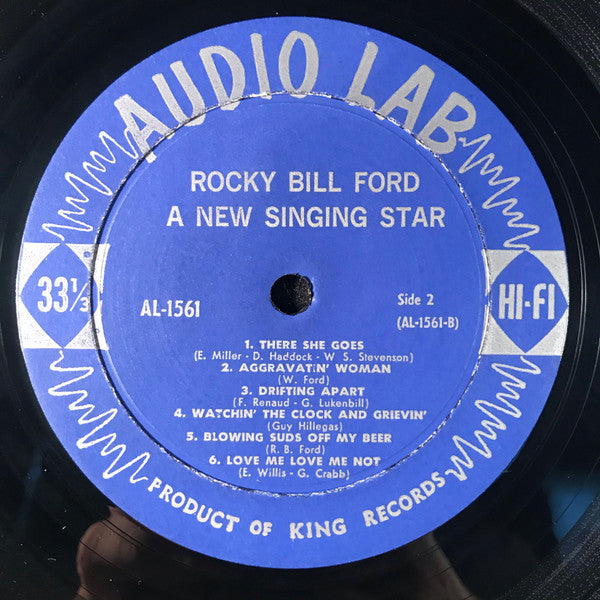 AUDIO LAB
ROCKY BILL FORD
A NEW SINGING STAR
33⅓
HI-FI
AL-1561
Side 2
(AL-1561-B)
1. THERE SHE GOES
(E. Miller - D. Haddock - W. S. Stevenson)
2. AGGRAVATIN' WOMAN
(W. Ford)
3. DRIFTING APART
(F. Renaud - G. Lukenbill)
4. WATCHIN' THE CLOCK AND GRIEVIN'
(Guy Hillegas)
5. BLOWING SUDS OFF MY BEER
(R. B. Ford)
6. LOVE ME LOVE ME NOT
(E. Willis - G. Crabb)
PRODUCT OF KING RECORDS